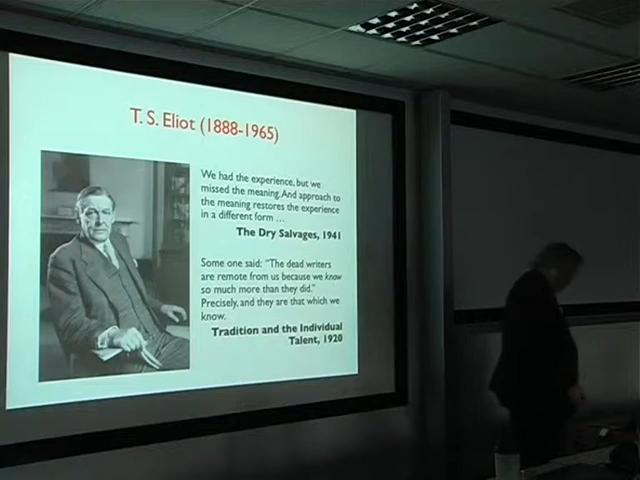 T. S. Eliot (1888-1965)
We had the experience, but we
missed the meaning. And approach to
the meaning restores the experience
in a different form ...
The Dry Salvages, 1941
Some one said: "The dead writers
are remote from us because we know
so much more than they did."
Precisely, and they are that which we
know.
Tradition and the Individual
Talent, 1920